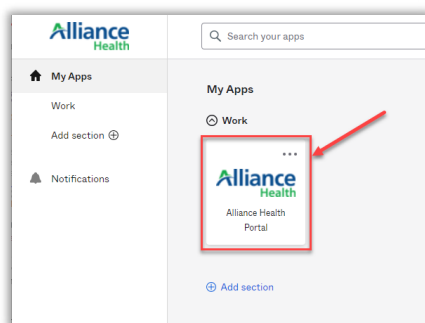 Alliance
Health
Search your apps
My Apps
Work
Add section
Notifications
My Apps
Work
Alliance
Health
Alliance Health
Portal
Add section